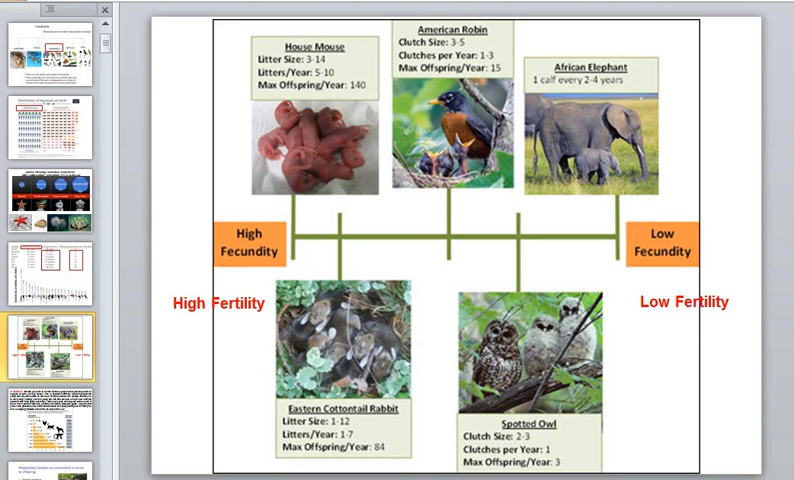 House Mouse
Litter Size: 3-14
Litters/Year: 5-10
Max Offspring/Year: 140
American Robin
Clutch Size: 3-5
Clutches per Year: 1-3
Max Offspring/Year: 15
African Elephant
1 calf every 2-4 years
High
Fecundity
Low
Fecundity
High Fertility
Low Fertility
Eastern Cottontail Rabbit
Litter Size: 1-12
Litters/Year: 1-7
Max Offspring/Year: 84
Spotted Owl
Clutch Size: 2-3
Clutches per Year: 1
Max Offspring/Year: 3